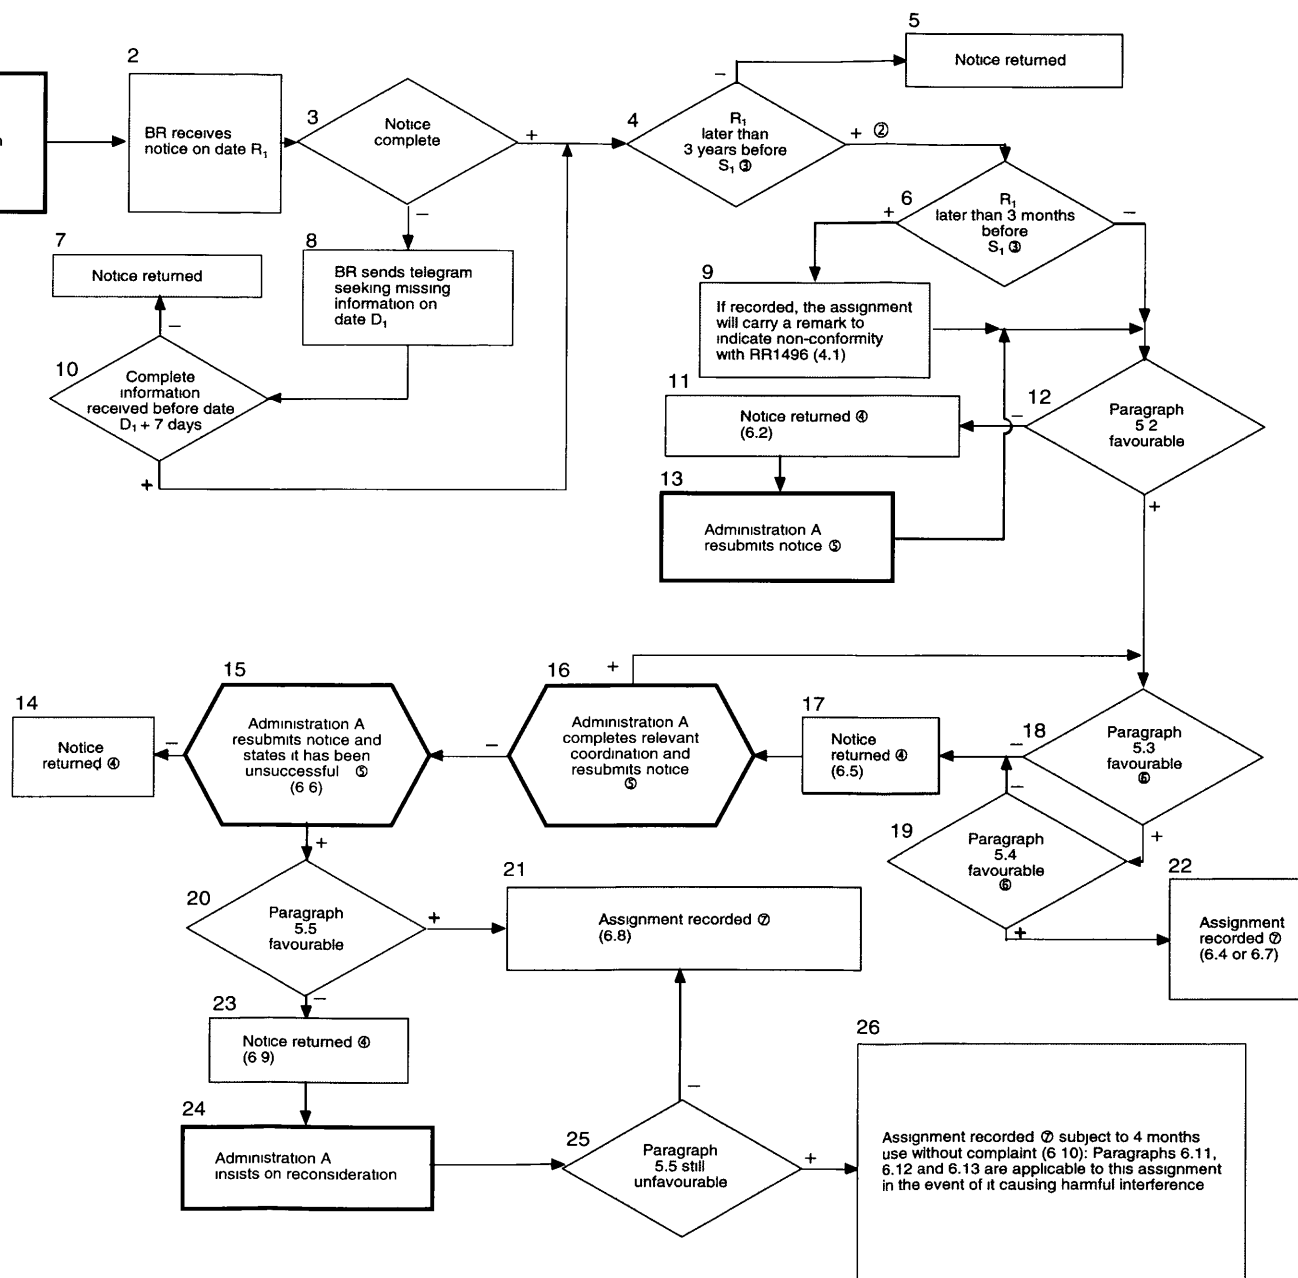 n
2
BR receives
notice on date R₁
3
Notice
complete
+
−
4
R₁
later than
3 years before
S₁ ③
−
+ ②
5
Notice returned
6
R₁
later than 3 months
before
S₁ ③
+
−
7
Notice returned
8
BR sends telegram
seeking missing
information on
date D₁
9
If recorded, the assignment
will carry a remark to
indicate non-conformity
with RR1496 (4.1)
10
Complete
information
received before date
D₁ + 7 days
−
+
11
Notice returned ④
(6.2)
12
Paragraph
5 2
favourable
−
+
13
Administration A
resubmits notice ⑤
14
Notice
returned ④
15
Administration A
resubmits notice and
states it has been
unsuccessful ⑤
(6 6)
−
+
16
Administration A
completes relevant
coordination and
resubmits notice
⑤
+
−
17
Notice
returned ④
(6.5)
18
Paragraph
5.3
favourable
⑥
−
+
19
Paragraph
5.4
favourable
⑥
−
+
20
Paragraph
5.5
favourable
+
−
21
Assignment recorded ⑦
(6.8)
22
Assignment
recorded ⑦
(6.4 or 6.7)
23
Notice returned ④
(6 9)
24
Administration A
insists on reconsideration
25
Paragraph
5.5 still
unfavourable
−
+
26
Assignment recorded ⑦ subject to 4 months
use without complaint (6 10): Paragraphs 6.11,
6.12 and 6.13 are applicable to this assignment
in the event of it causing harmful interference